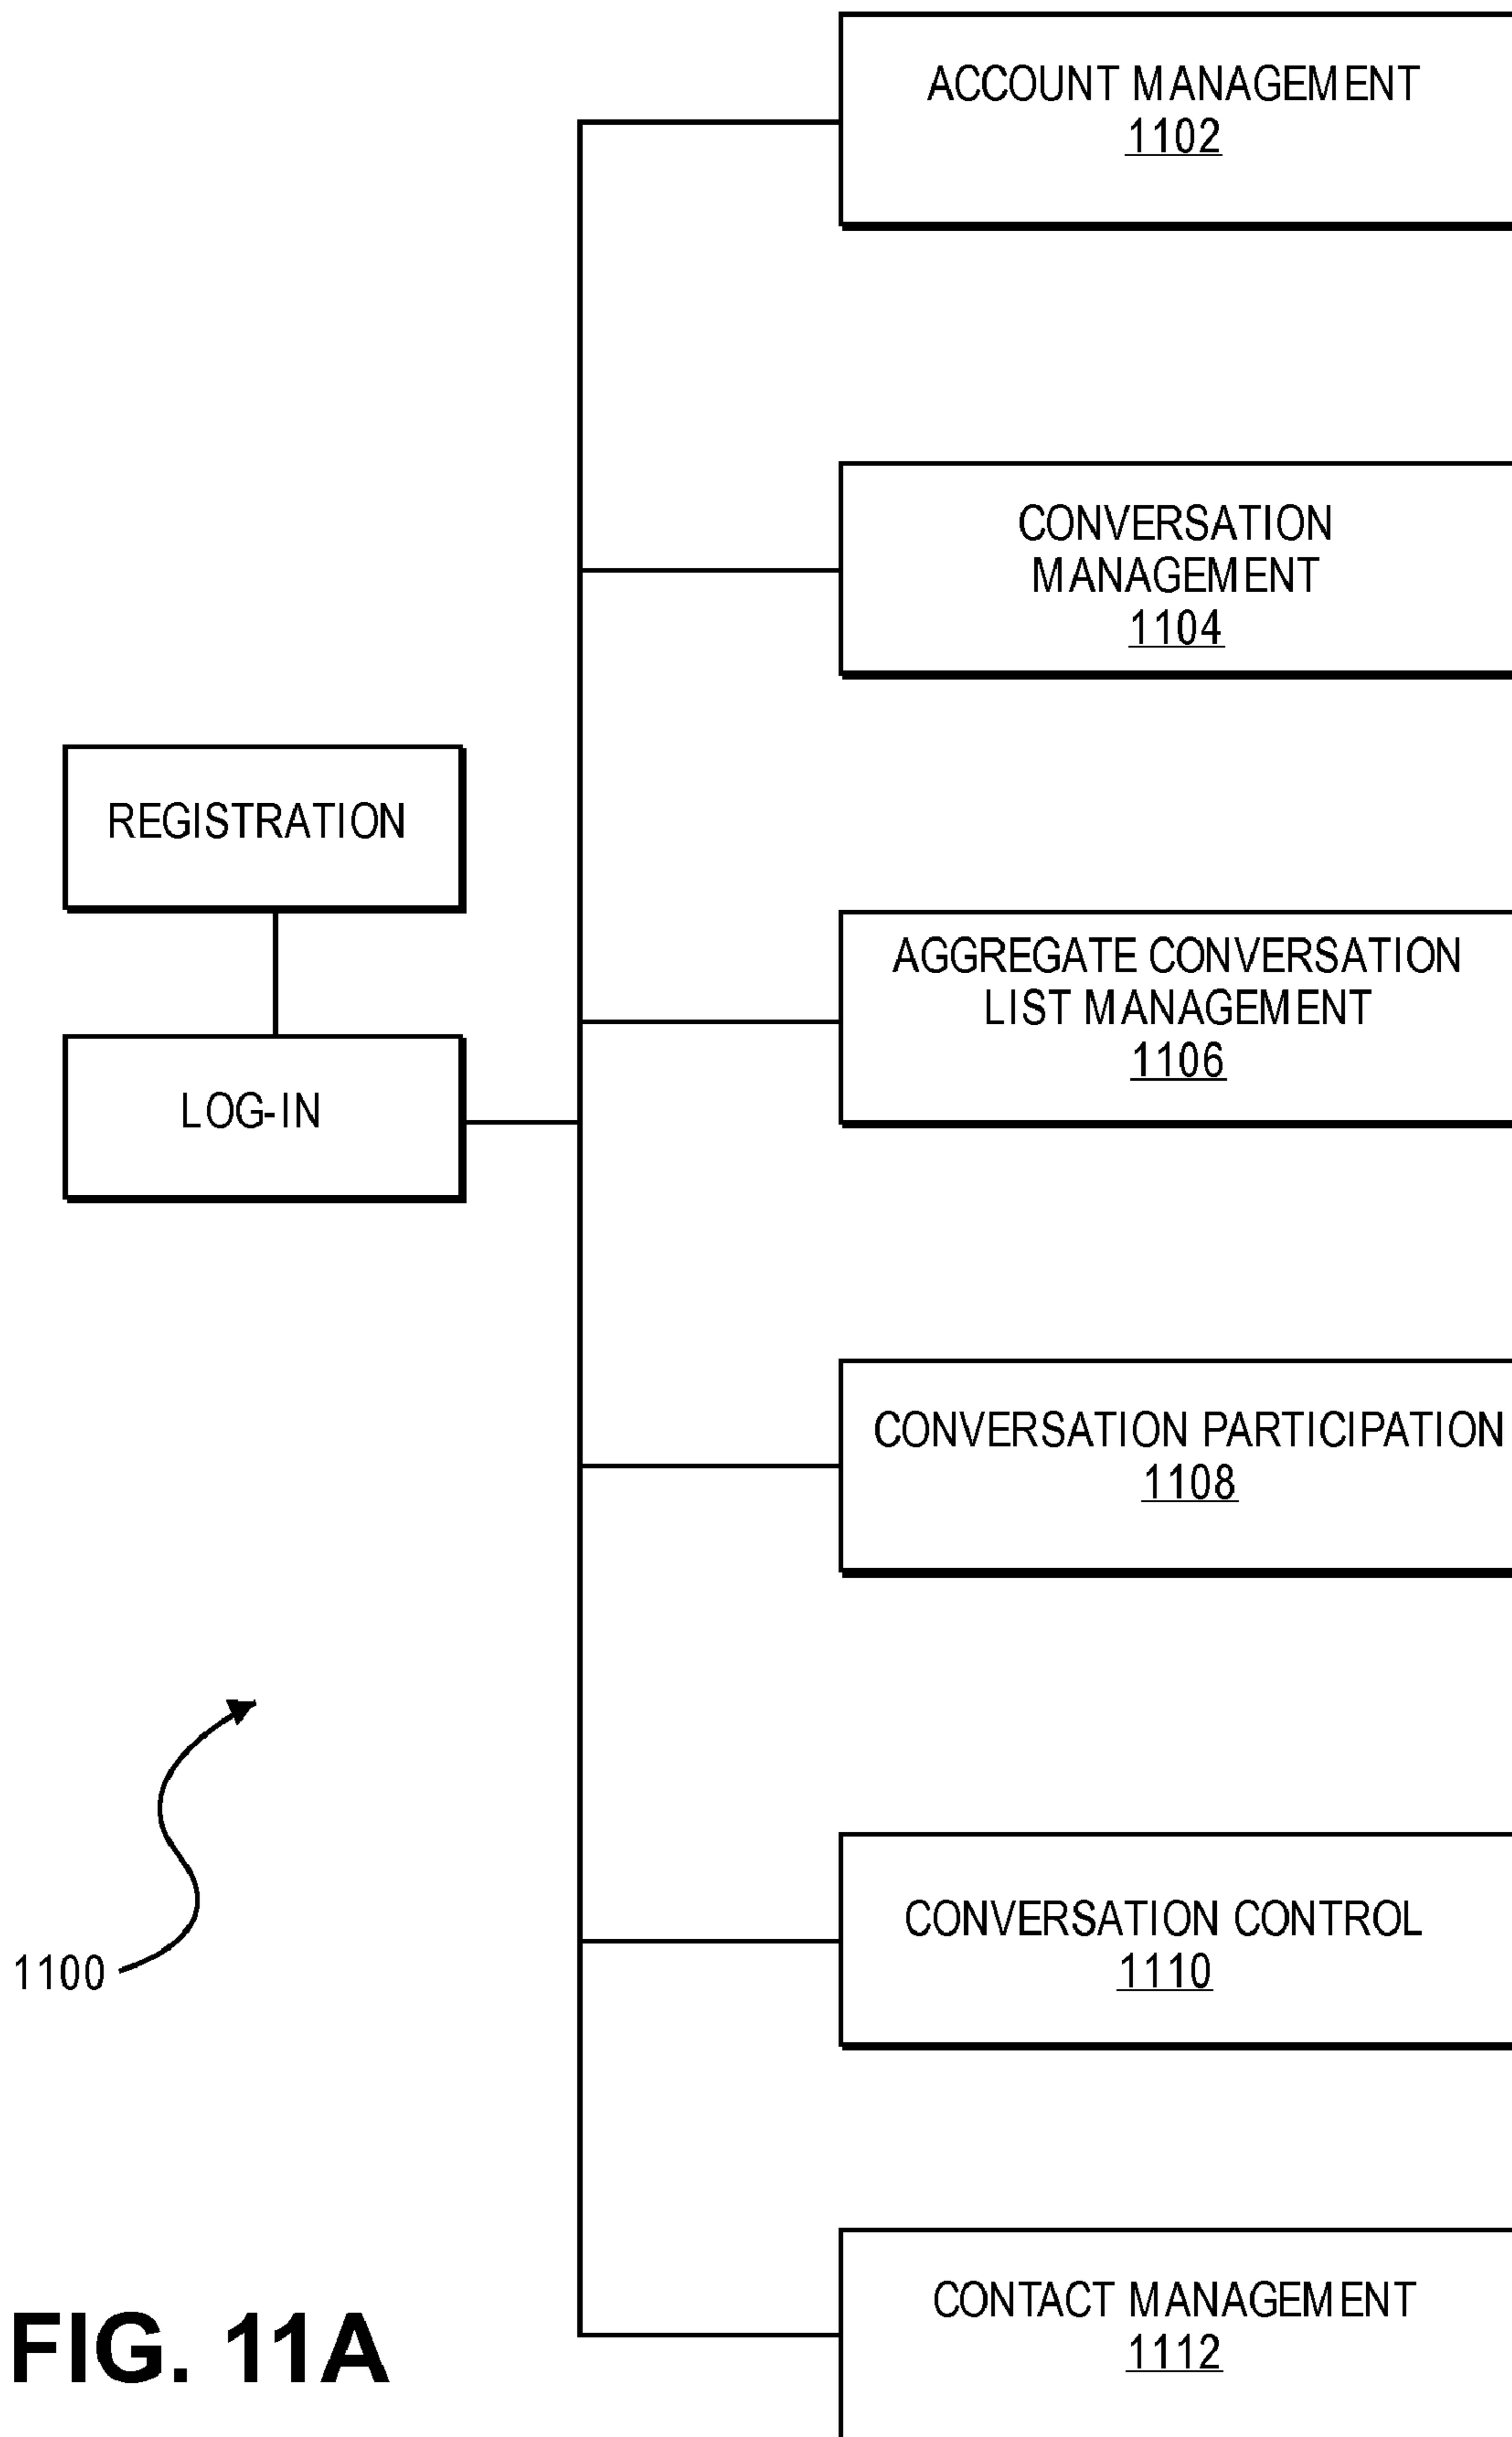 ACCOUNT MANAGEMENT
1102
CONVERSATION
MANAGEMENT
1104
REGISTRATION
AGGREGATE CONVERSATION
LIST MANAGEMENT
1106
LOG-IN
CONVERSATION PARTICIPATION
1108
CONVERSATION CONTROL
1110
1100
CONTACT MANAGEMENT
1112
FIG. 11A